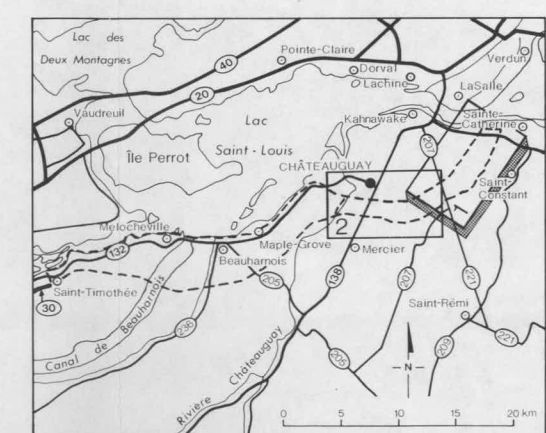 Lac des
Deux Montagnes
Pointe-Claire
Verdun
40
Dorval
Lachine
20
LaSalle
Vaudreuil
Lac
Saint-Louis
Kahnawake
Sainte-
Catherine
Île Perrot
207
CHÂTEAUGUAY
Saint-
Constant
2
Melocheville
132
Maple-Grove
Beauharnois
Mercier
Saint-Timothée
205
138
207
221
30
236
Canal de Beauharnois
Saint-Rémi
Rivière Châteauguay
205
209
221
N
0 5 10 15 20 km